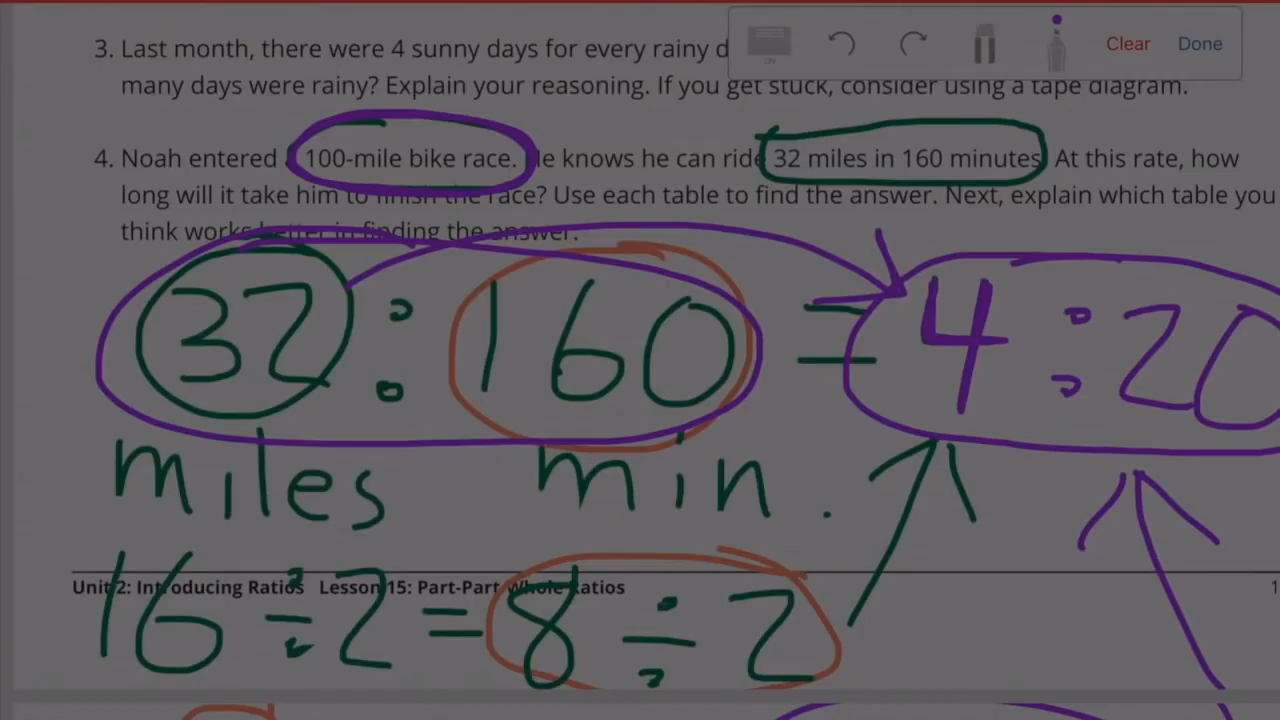 Clear Done
3. Last month, there were 4 sunny days for every rainy d
many days were rainy? Explain your reasoning. If you get stuck, consider using a tape diagram.
4. Noah entered 100-mile bike race. He knows he can ride 32 miles in 160 minutes. At this rate, how
long will it take him to finish the race? Use each table to find the answer. Next, explain which table you
think works better in finding the answer.
32 : 160 = 4 : 20
miles min.
Unit 2: Introducing Ratios Lesson 15: Part-Part-Whole Ratios 1
16 ÷ 2 = 8 ÷ 2